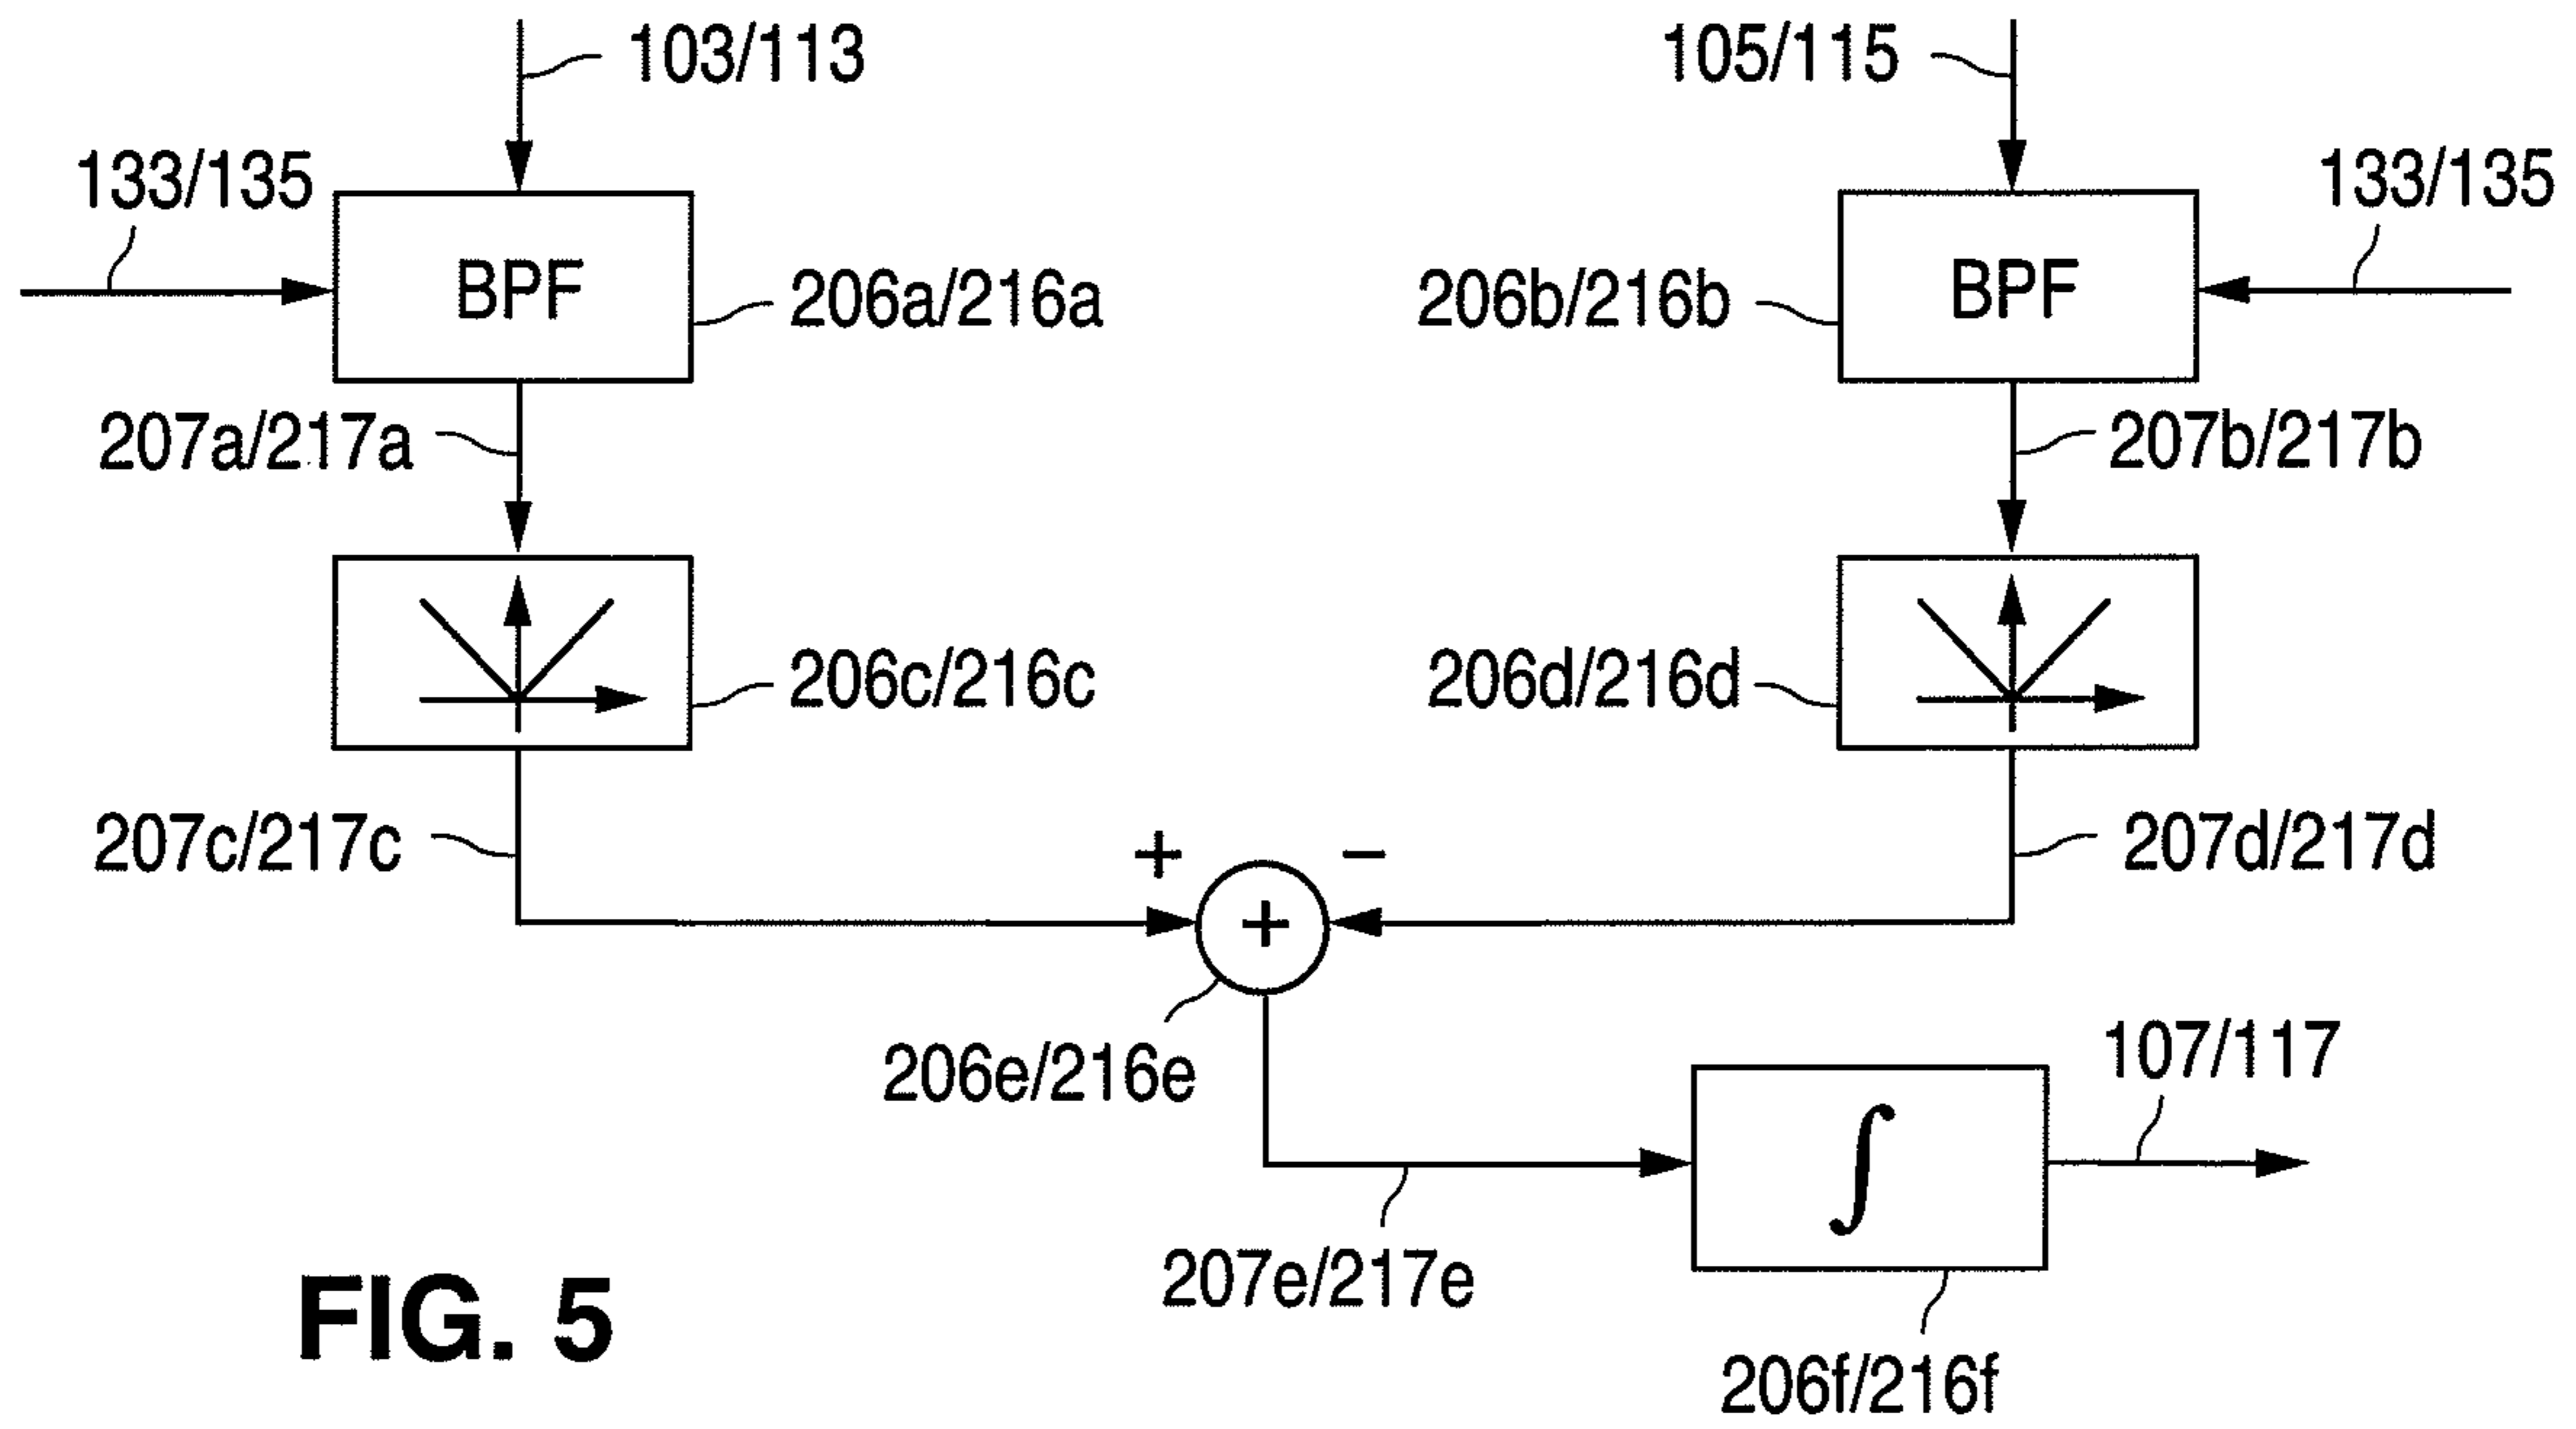 103/113
105/115
133/135
133/135
BPF
206a/216a
206b/216b
BPF
207a/217a
207b/217b
206c/216c
206d/216d
207c/217c
+
−
207d/217d
+
206e/216e
107/117
∫
207e/217e
FIG. 5
206f/216f